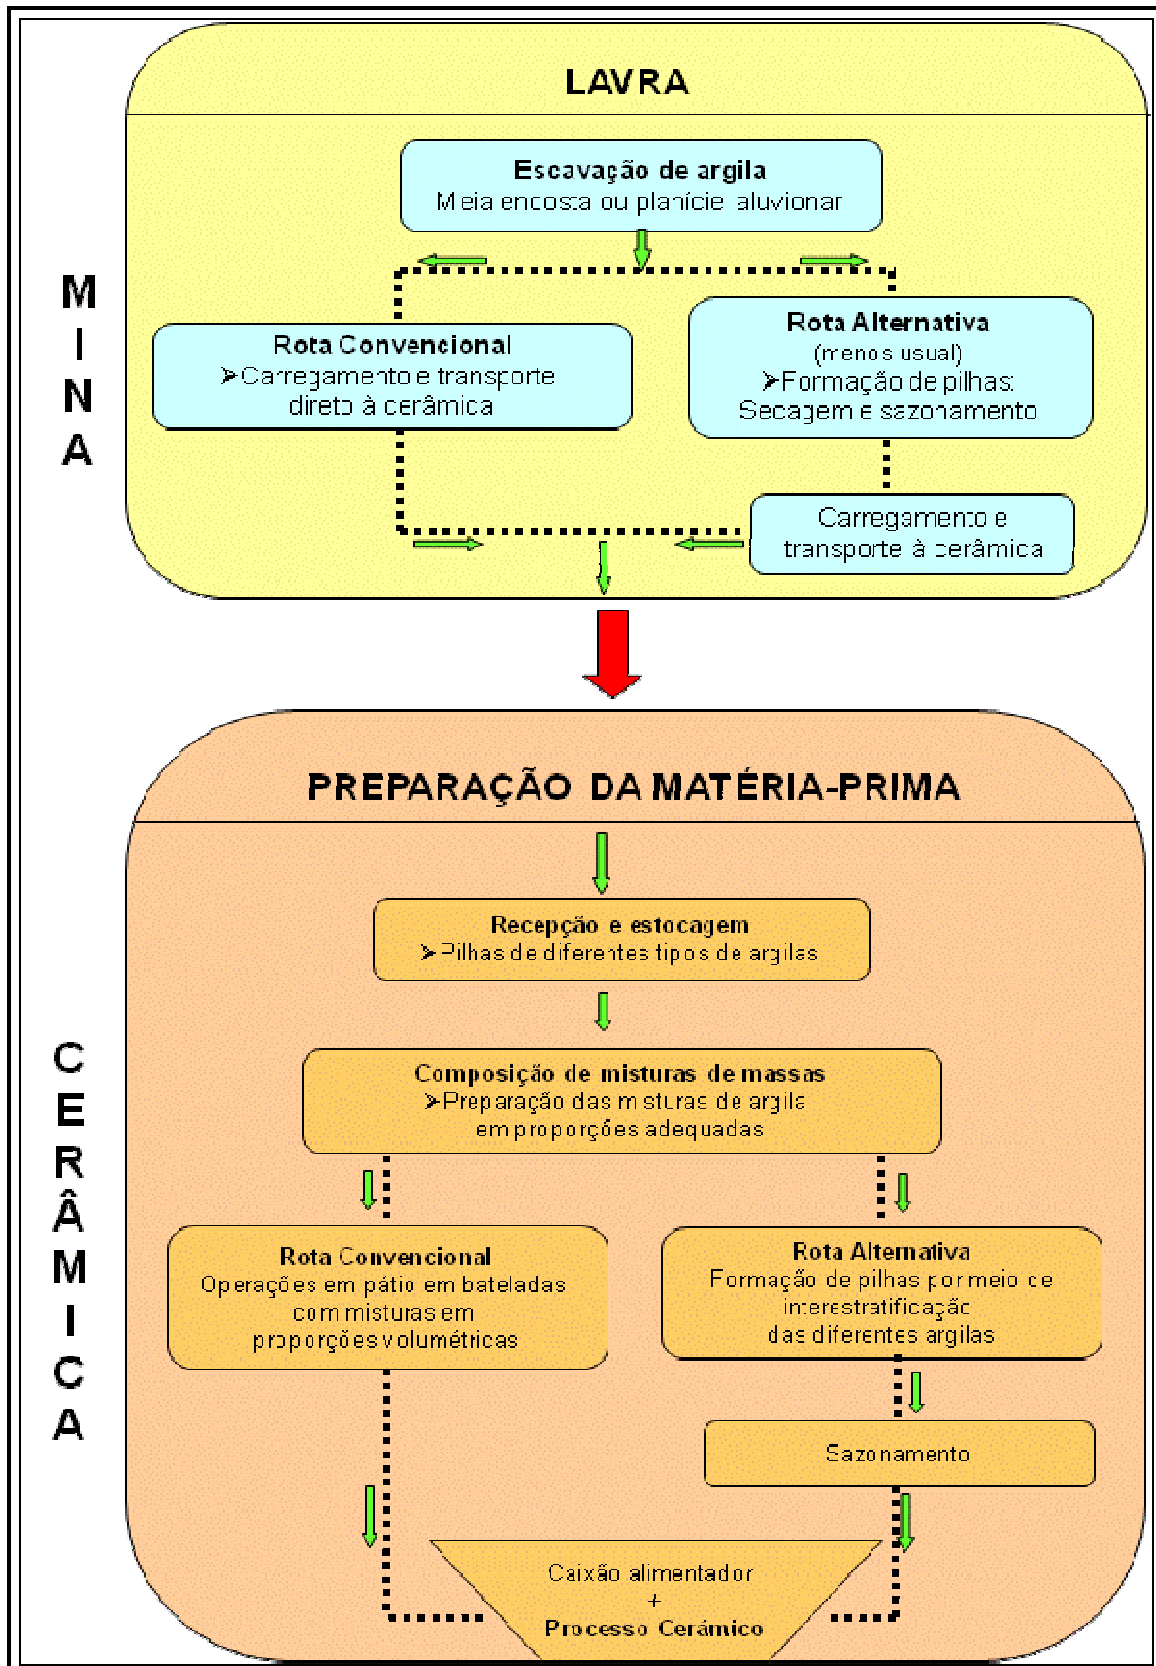 MINA
LAVRA
Escavação de argila
Meia encosta ou planície aluvionar
Rota Convencional
➢Carregamento e transporte
direto à cerâmica
Rota Alternativa
(menos usual)
➢Formação de pilhas:
Secagem e sazonamento
Carregamento e
transporte à cerâmica
CERÂMICA
PREPARAÇÃO DA MATÉRIA-PRIMA
Recepção e estocagem
➢Pilhas de diferentes tipos de argilas
Composição de misturas de massas
➢Preparação das misturas de argila
em proporções adequadas
Rota Convencional
Operações em pátio em bateladas
com misturas em
proporções volumétricas
Rota Alternativa
Formação de pilhas por meio de
interestratificação
das diferentes argilas
Sazonamento
Caixão alimentador
+
Processo Cerámico